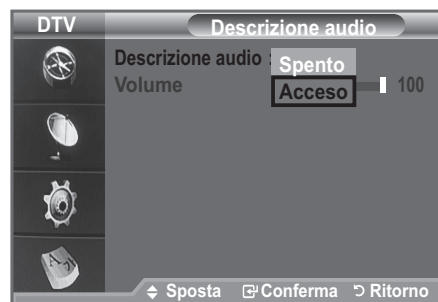 DTV
Descrizione audio
Descrizione audio : Spento
Acceso
Volume 100
Sposta Conferma Ritorno